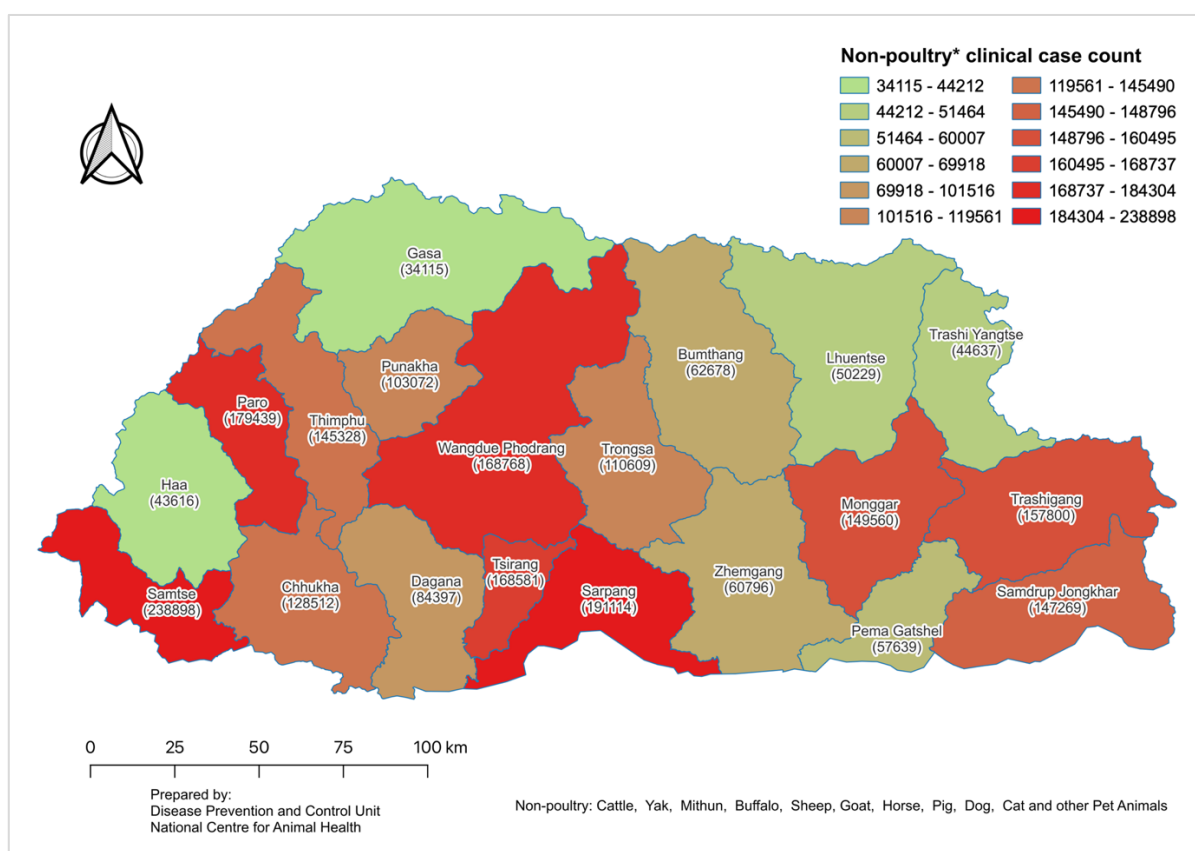 Non-poultry* clinical case count
34115 - 44212
44212 - 51464
51464 - 60007
60007 - 69918
69918 - 101516
101516 - 119561
119561 - 145490
145490 - 148796
148796 - 160495
160495 - 168737
168737 - 184304
184304 - 238898
Gasa
(34115)
Trashi Yangtse
(44637)
Bumthang
(62678)
Lhuentse
(50229)
Punakha
(103072)
Paro
(179439)
Thimphu
(145328)
Wangdue Phodrang
(168768)
Trongsa
(110609)
Haa
(43616)
Monggar
(149560)
Trashigang
(157800)
Samtse
(238898)
Chhukha
(128512)
Dagana
(84397)
Tsirang
(168581)
Sarpang
(191114)
Zhemgang
(60796)
Samdrup Jongkhar
(147269)
Pema Gatshel
(57639)
0 25 50 75 100 km
Prepared by:
Disease Prevention and Control Unit
National Centre for Animal Health
Non-poultry: Cattle, Yak, Mithun, Buffalo, Sheep, Goat, Horse, Pig, Dog, Cat and other Pet Animals